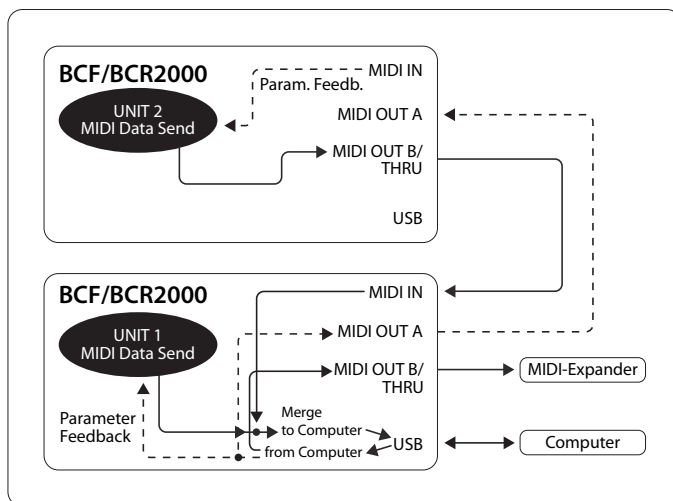 BCF/BCR2000
UNIT 2
MIDI Data Send
Param. Feedb.
MIDI IN
MIDI OUT A
MIDI OUT B/
THRU
USB
BCF/BCR2000
UNIT 1
MIDI Data Send
Parameter
Feedback
MIDI IN
MIDI OUT A
MIDI OUT B/
THRU
Merge
to Computer
from Computer
USB
MIDI-Expander
Computer